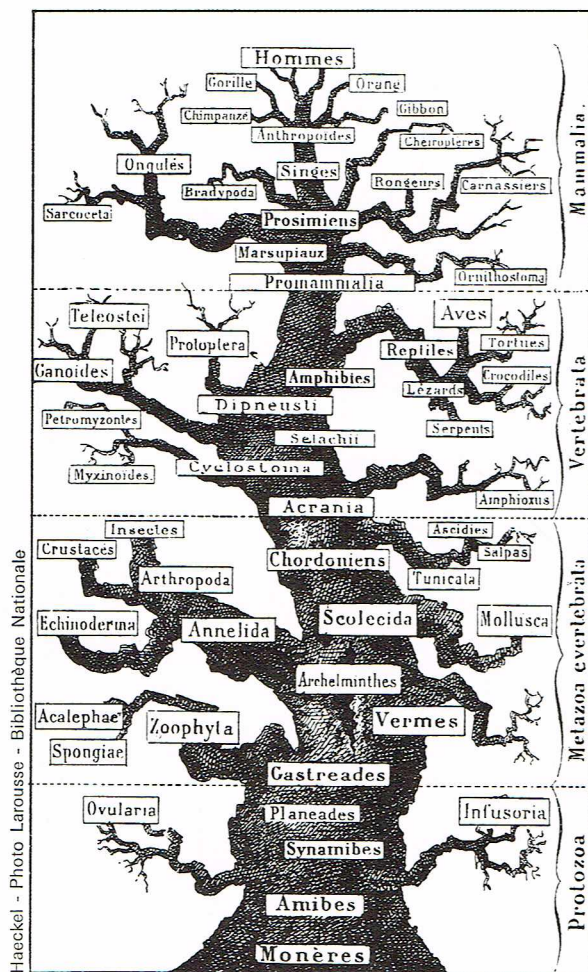 Hommes
Gorille
Orang
Chimpanzé
Gibbon
Anthropoides
Cheiroptères
Ongulés
Singes
Bradypoda
Rongeurs
Carnassiers
Sarcocetai
Prosimiens
Marsupiaux
Ornithostoma
Promammalia
Mammalia
Teleostei
Aves
Protoptera
Tortues
Reptiles
Ganoides
Amphibies
Crocodiles
Lézards
Dipneusti
Petromyzontes
Serpents
Selachii
Cyclostoma
Myxinoides.
Amphioxus
Acrania
Vertebrata
Insectes
Ascidies
Crustacés
Salpas
Chordoniens
Arthropoda
Tunicata
Echinoderma
Annelida
Scolecida
Mollusca
Archelminthes
Acalephae
Zoophyta
Vermes
Spongiae
Gastreades
Metazoa evertebrata
Ovularia
Infusoria
Planeades
Synamibes
Amibes
Monères
Protozoa
Haeckel - Photo Larousse - Bibliothèque Nationale